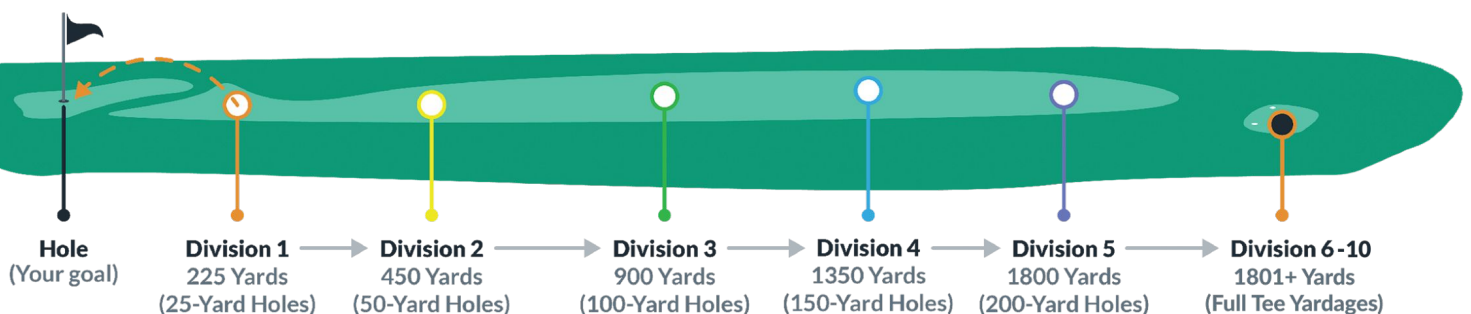 Hole
(Your goal)
Division 1
225 Yards
(25-Yard Holes)
Division 2
450 Yards
(50-Yard Holes)
Division 3
900 Yards
(100-Yard Holes)
Division 4
1350 Yards
(150-Yard Holes)
Division 5
1800 Yards
(200-Yard Holes)
Division 6-10
1801+ Yards
(Full Tee Yardages)